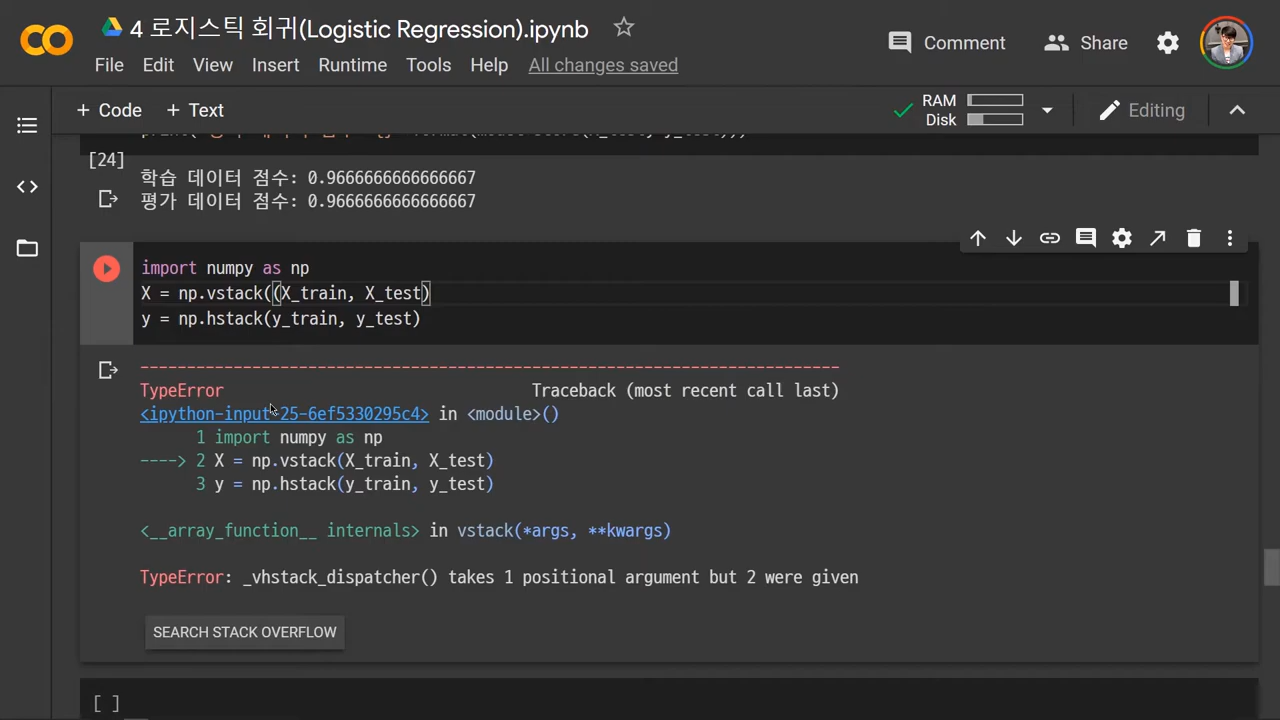 4 로지스틱 회귀(Logistic Regression).ipynb
Comment
Share
File Edit View Insert Runtime Tools Help All changes saved
+ Code + Text
RAM
Disk
Editing
[24]
학습 데이터 점수: 0.9666666666666667
평가 데이터 점수: 0.9666666666666667
import numpy as np
X = np.vstack((X_train, X_test)
y = np.hstack(y_train, y_test)
---------------------------------------------------------------------------
TypeError Traceback (most recent call last)
<ipython-input-25-6ef5330295c4> in <module>()
1 import numpy as np
----> 2 X = np.vstack(X_train, X_test)
3 y = np.hstack(y_train, y_test)
<__array_function__ internals> in vstack(*args, **kwargs)
TypeError: _vhstack_dispatcher() takes 1 positional argument but 2 were given
SEARCH STACK OVERFLOW
[ ]